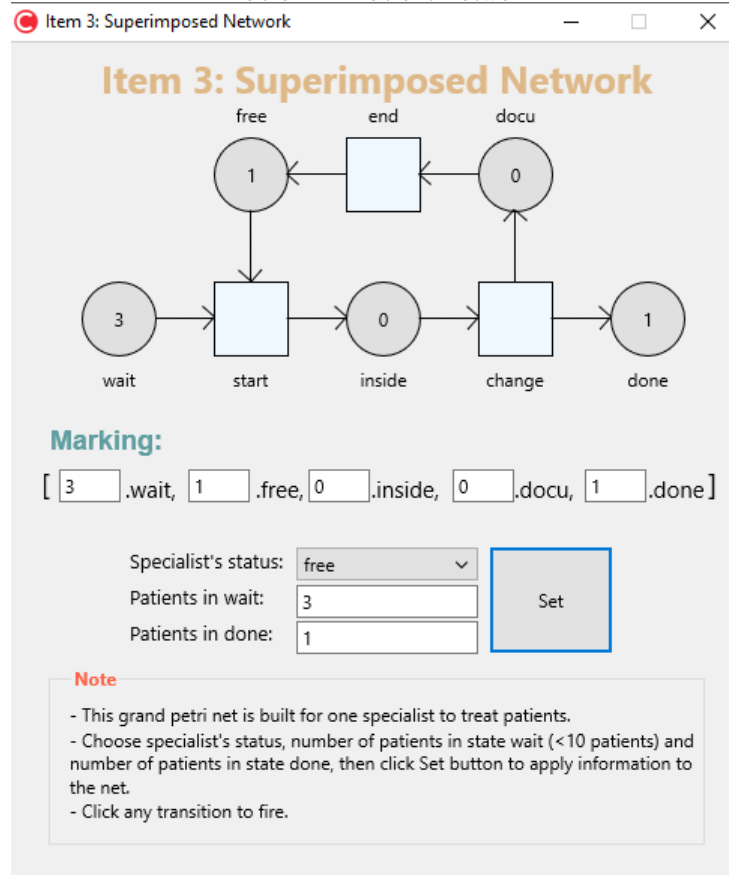 Item 3: Superimposed Network
Item 3: Superimposed Network
free end docu
1 0
3 0 1
wait start inside change done
Marking:
[ 3 .wait, 1 .free, 0 .inside, 0 .docu, 1 .done ]
Specialist's status: free
Patients in wait: 3
Set
Patients in done: 1
Note
- This grand petri net is built for one specialist to treat patients.
- Choose specialist's status, number of patients in state wait (<10 patients) and
number of patients in state done, then click Set button to apply information to
the net.
- Click any transition to fire.